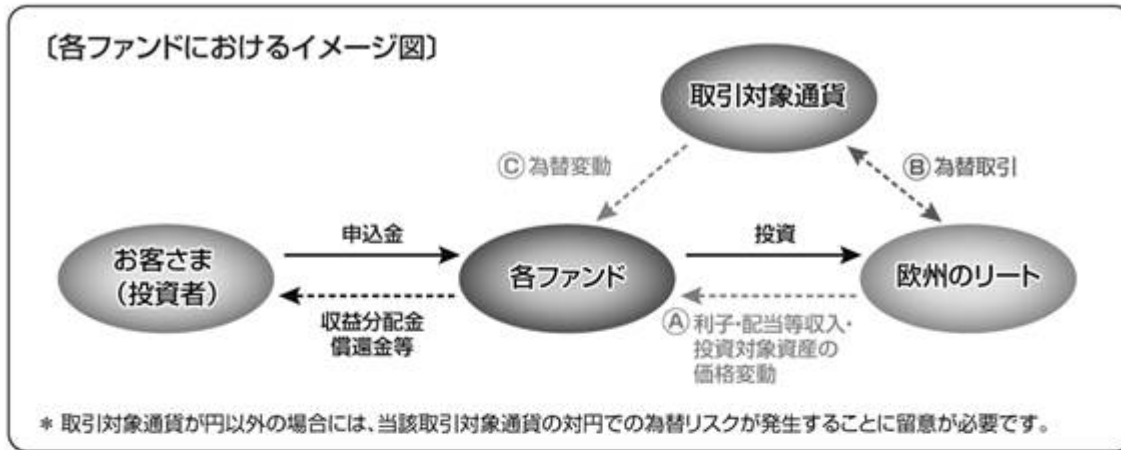 〔各ファンドにおけるイメージ図〕
取引対象通貨
Ⓒ為替変動
Ⓑ為替取引
申込金
投資
お客さま
（投資者）
各ファンド
欧州のリート
収益分配金
償還金等
Ⓐ利子・配当等収入・
投資対象資産の
価格変動
＊ 取引対象通貨が円以外の場合には、当該取引対象通貨の対円での為替リスクが発生することに留意が必要です。